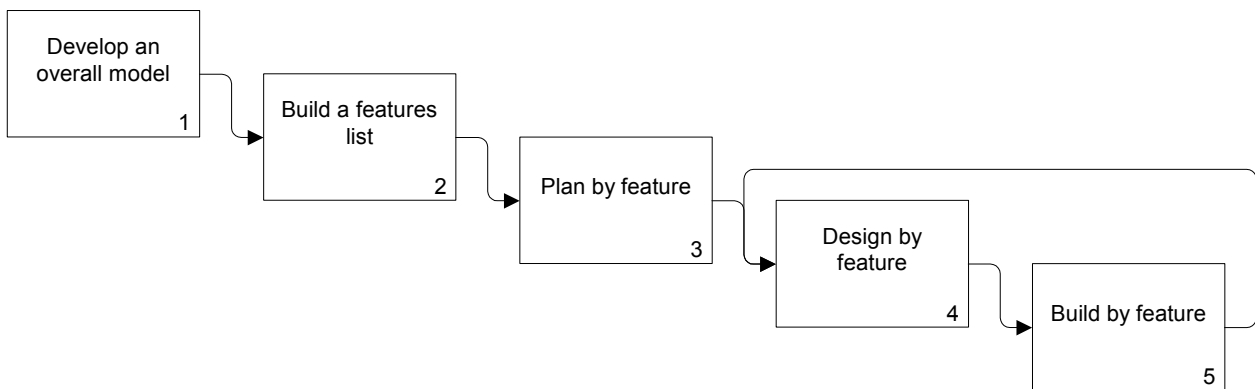 Develop an
overall model
1
Build a features
list
2
Plan by feature
3
Design by
feature
4
Build by feature
5